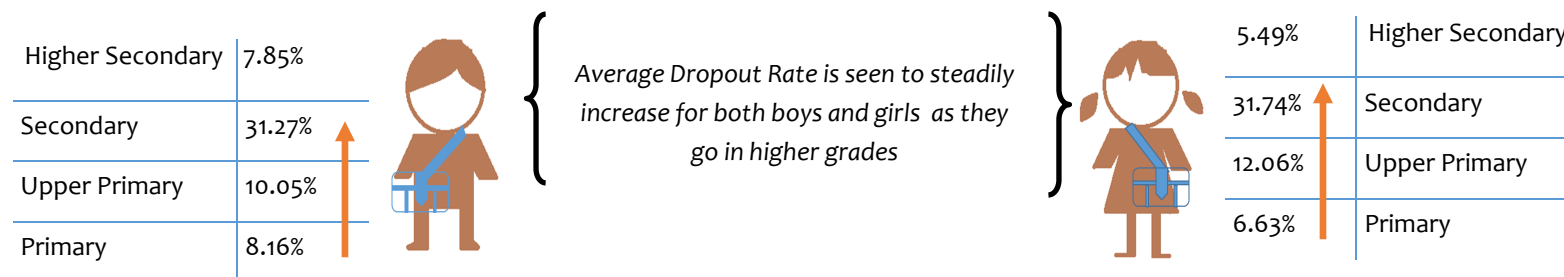 Higher Secondary 7.85%
Secondary 31.27%
Upper Primary 10.05%
Primary 8.16%
Average Dropout Rate is seen to steadily
increase for both boys and girls as they
go in higher grades
5.49% Higher Secondary
31.74% Secondary
12.06% Upper Primary
6.63% Primary